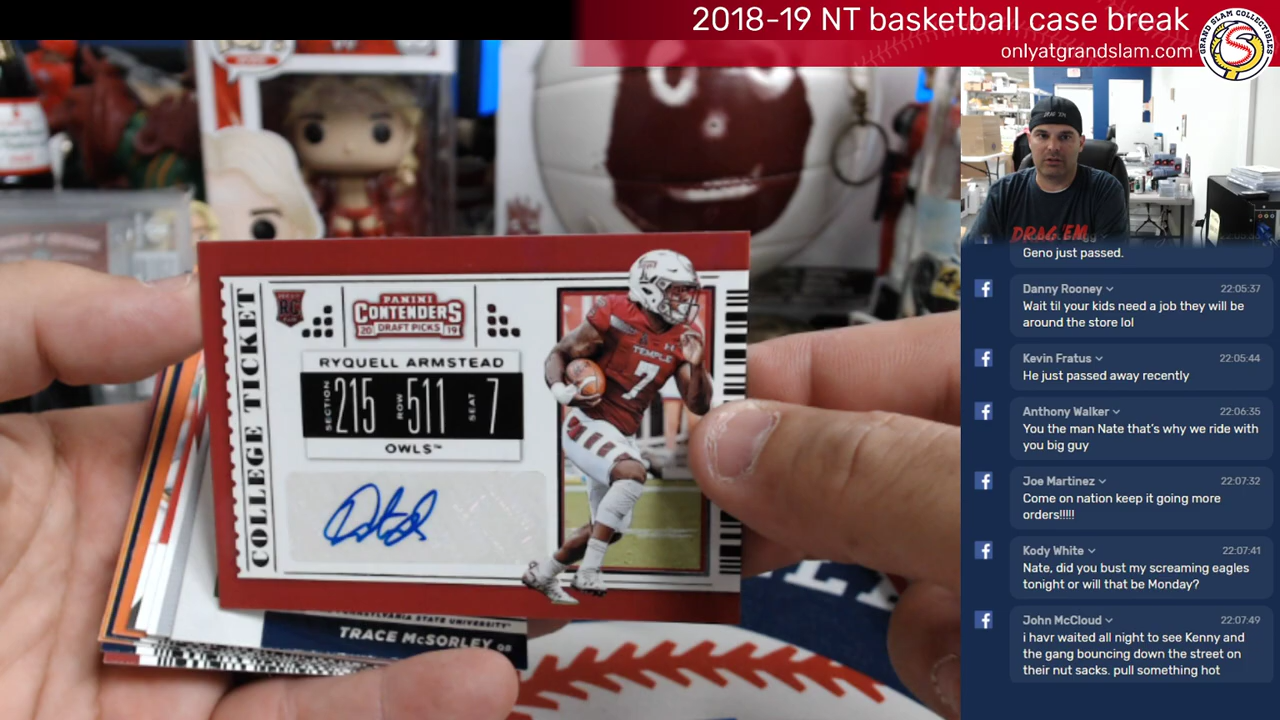 2018-19 NT basketball case break
onlyatgrandslam.com
GRAND SLAM COLLECTIBLES
COLLEGE TICKET
RC
PANINI
CONTENDERS
20 DRAFT PICKS 19
RYQUELL ARMSTEAD
SECTION 215 ROW 511 SEAT 7
OWLS™
TEMPLE
7
STATE UNIVERSITY
TRACE McSORLEY QB
DRAG 'EM
Geno just passed.
Danny Rooney 22:05:37
Wait til your kids need a job they will be
around the store lol
Kevin Fratus 22:05:44
He just passed away recently
Anthony Walker 22:06:35
You the man Nate that's why we ride with
you big guy
Joe Martinez 22:07:32
Come on nation keep it going more
orders!!!!!
Kody White 22:07:41
Nate, did you bust my screaming eagles
tonight or will that be Monday?
John McCloud 22:07:49
i havr waited all night to see Kenny and
the gang bouncing down the street on
their nut sacks. pull something hot